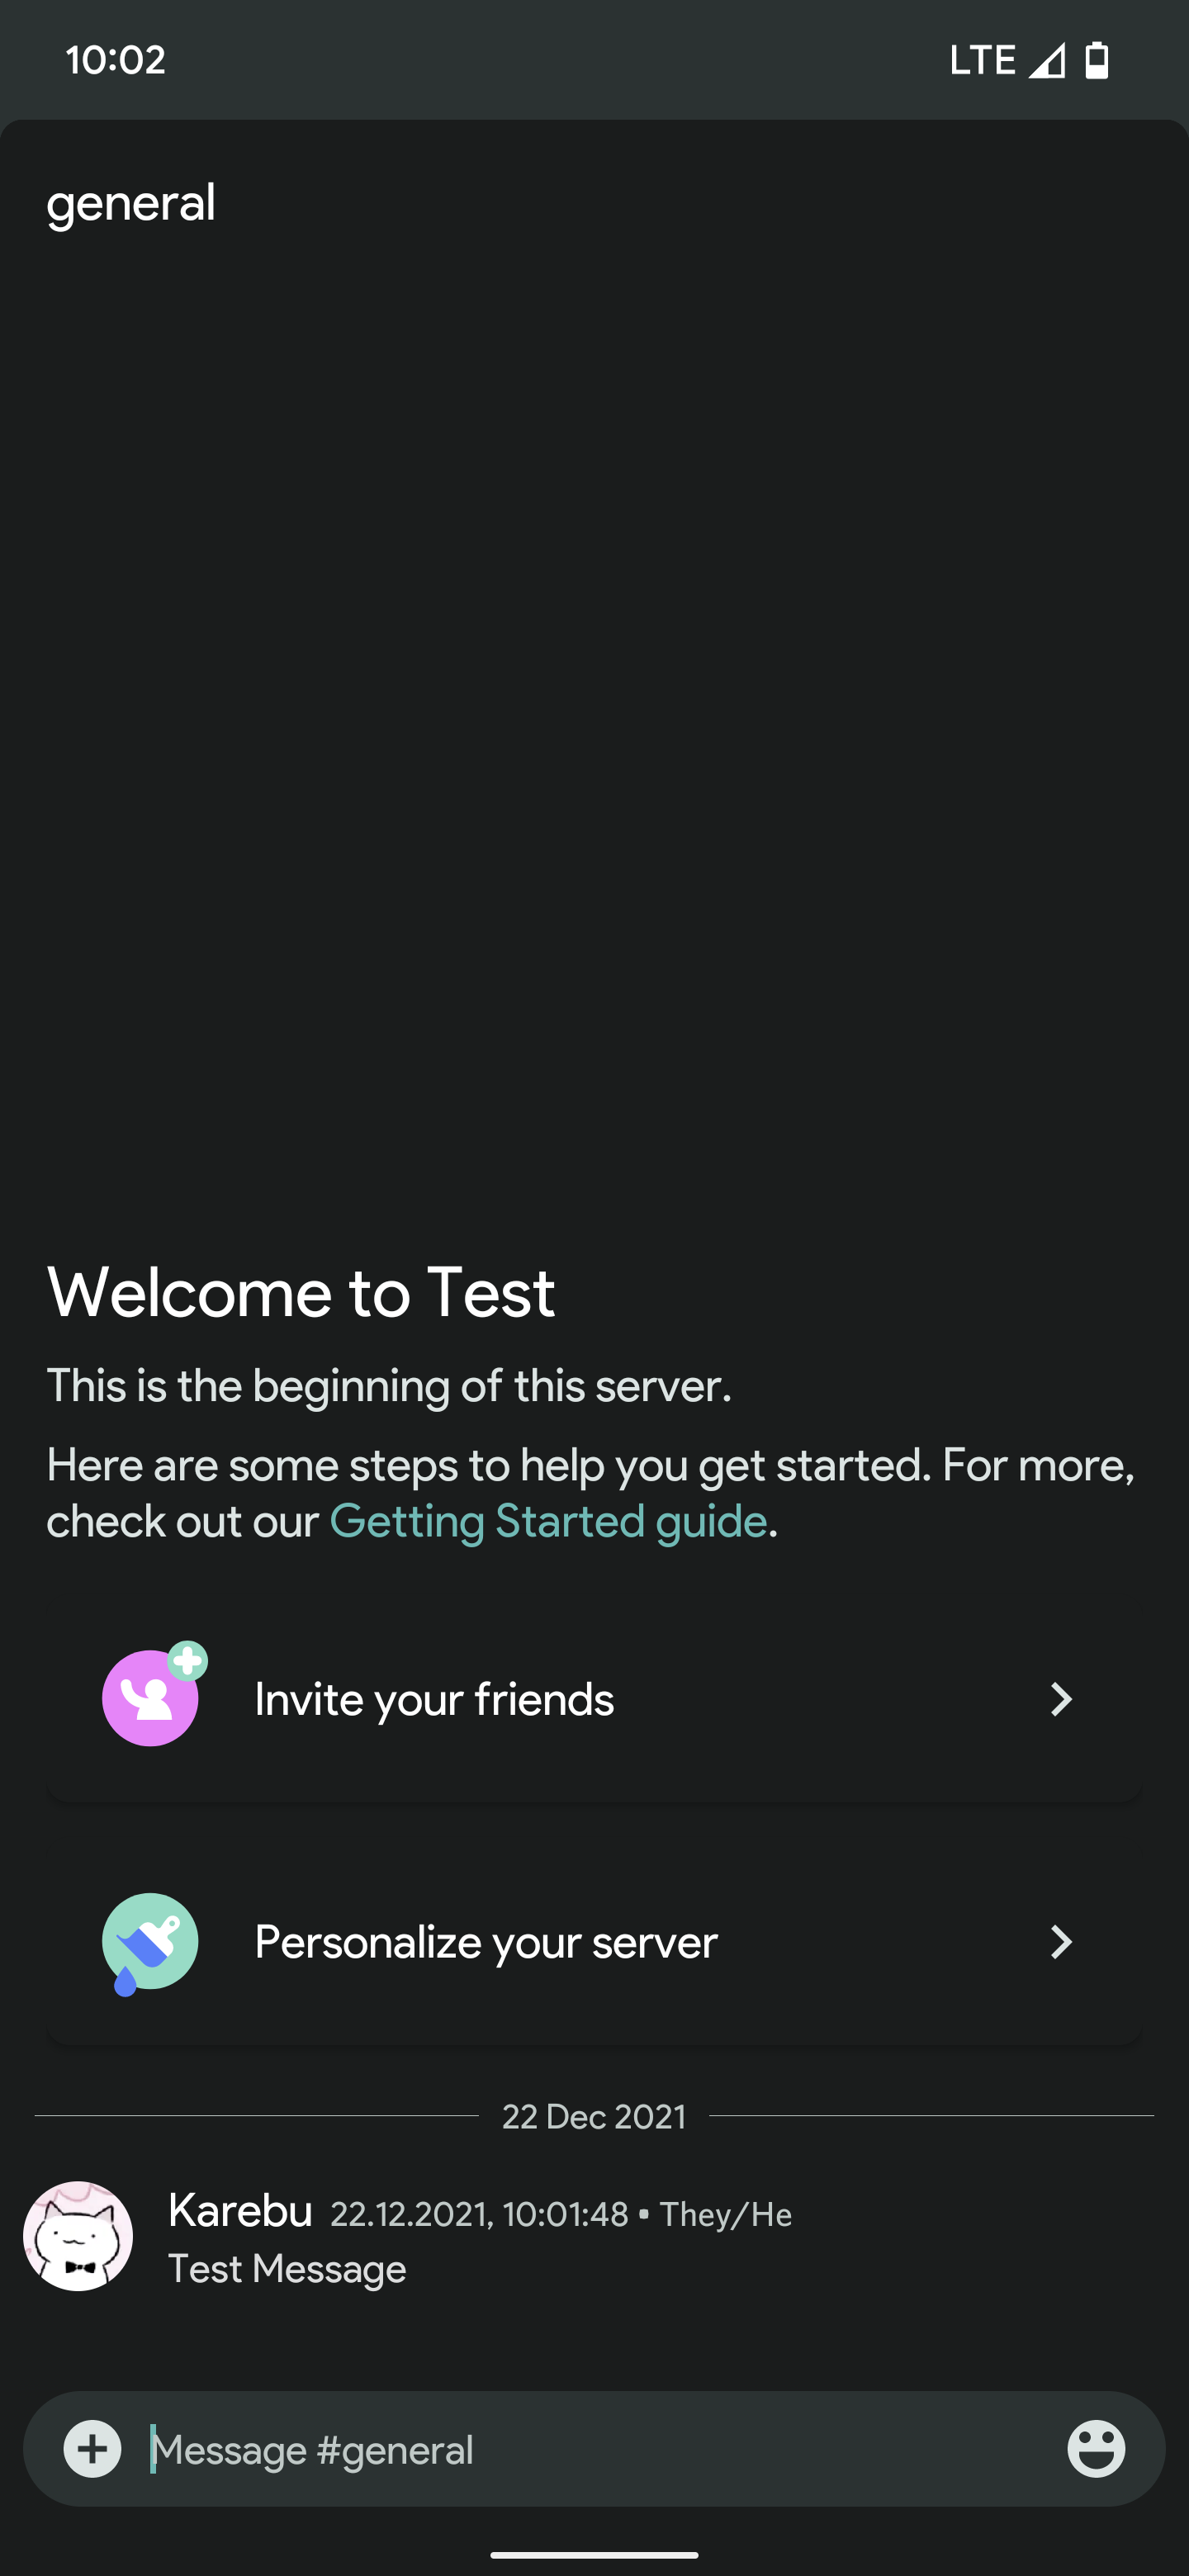 10:02 LTE
general
Welcome to Test
This is the beginning of this server.
Here are some steps to help you get started. For more,
check out our Getting Started guide.
Invite your friends
Personalize your server
22 Dec 2021
Karebu 22.12.2021, 10:01:48 • They/He
Test Message
Message #general